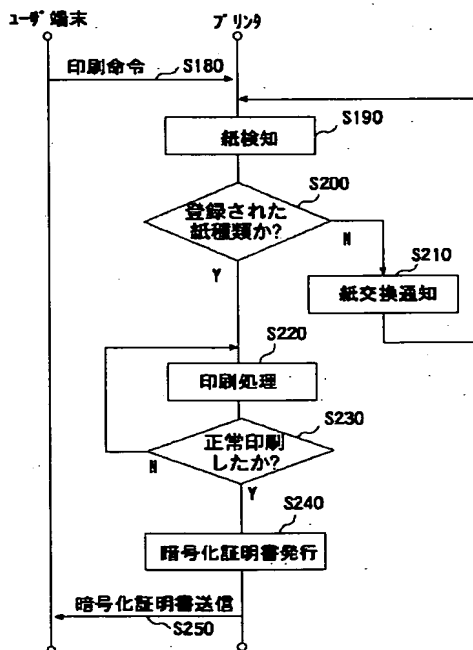 ユーザ端末
プリンタ
印刷命令
S180
S190
紙検知
S200
登録された
紙種類か?
N
Y
S210
紙交換通知
S220
印刷処理
S230
正常印刷
したか?
N
Y
S240
暗号化証明書発行
暗号化証明書送信
S250